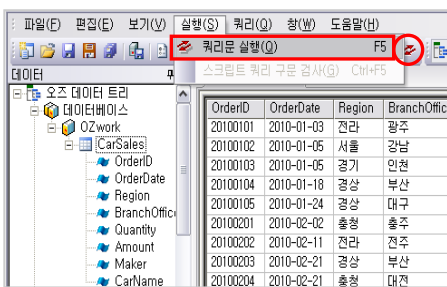 파일(F) 편집(E) 보기(V) 실행(S) 쿼리(Q) 창(W) 도움말(H)
쿼리문 실행(Q) F5
스크립트 쿼리 구문 검사(G) Ctrl+F5
데이터
오즈 데이터 트리
데이터베이스
OZwork
CarSales
OrderID
OrderDate
Region
BranchOffic
Quantity
Amount
Maker
CarName
OrderID OrderDate Region BranchOffic
20100101 2010-01-03 전라 광주
20100102 2010-01-05 서울 강남
20100103 2010-01-05 경기 인천
20100104 2010-01-18 경상 부산
20100105 2010-01-24 경상 대구
20100201 2010-02-02 충청 충주
20100202 2010-02-11 전라 전주
20100203 2010-02-21 경상 부산
20100204 2010-02-21 충청 대전